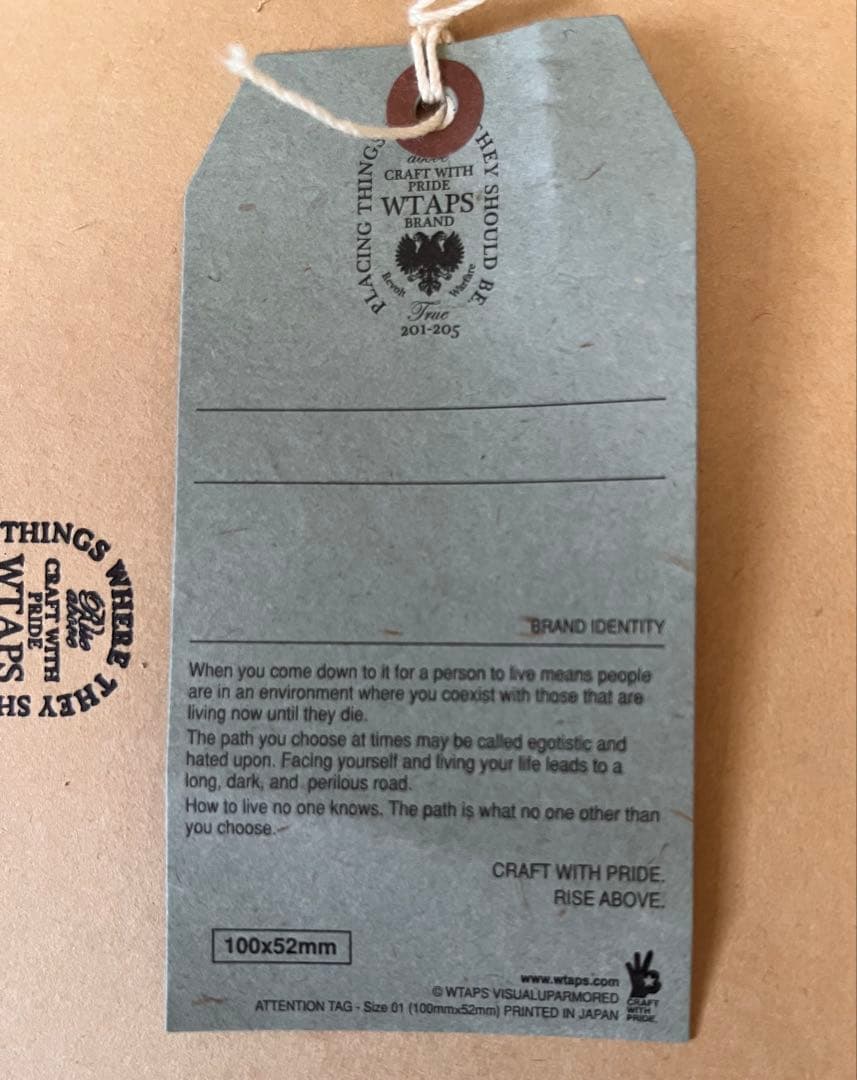 PLACING THINGS
THEY SHOULD BE
above
CRAFT WITH
PRIDE
WTAPS
BRAND
Revolt Warfare
True
201-205
BRAND IDENTITY
When you come down to it for a person to live means people
are in an environment where you coexist with those that are
living now until they die.
The path you choose at times may be called egotistic and
hated upon. Facing yourself and living your life leads to a
long, dark, and perilous road.
How to live no one knows. The path is what no one other than
you choose.
CRAFT WITH PRIDE.
RISE ABOVE.
100x52mm
www.wtaps.com
© WTAPS VISUALUPARMORED
ATTENTION TAG - Size 01 (100mmx52mm) PRINTED IN JAPAN
CRAFT
WITH
PRIDE.
THINGS WHERE THEY SH
Rise
above
CRAFT WITH
PRIDE
WTAPS